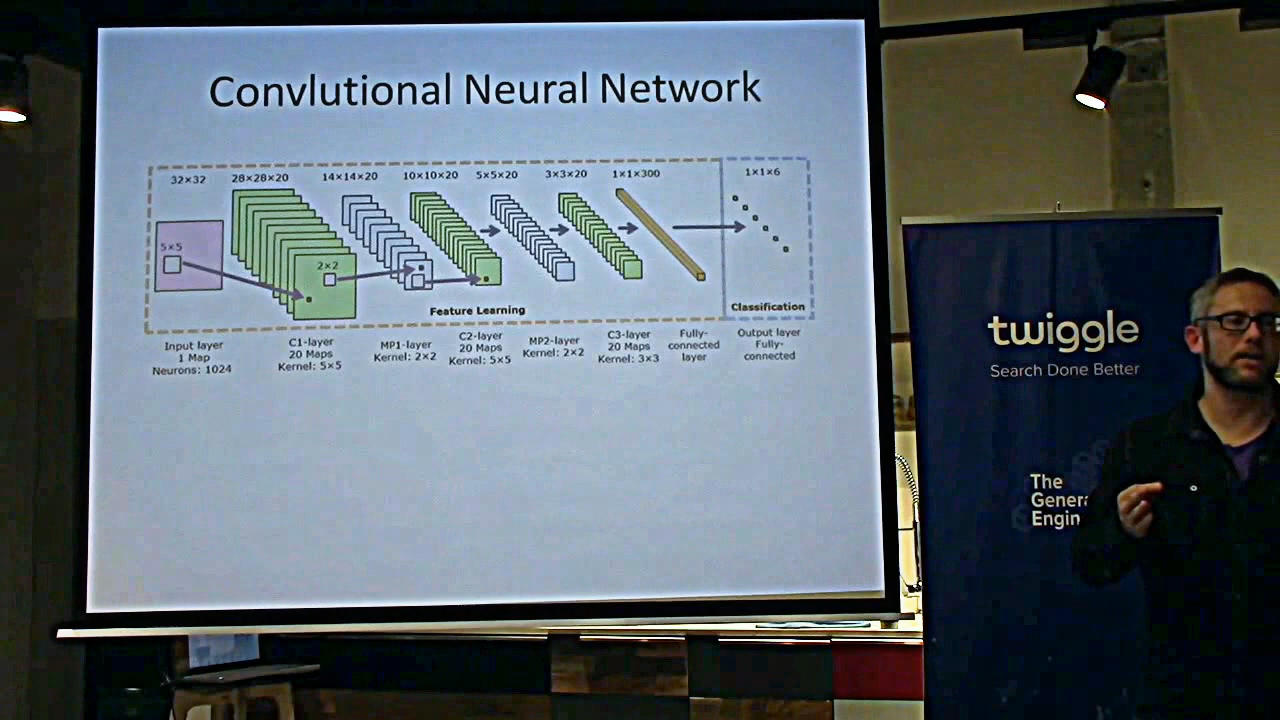 Convlutional Neural Network
32×32
28×28×20
14×14×20
10×10×20
5×5×20
3×3×20
1×1×300
1×1×6
5×5
2×2
Feature Learning
Classification
Input layer
1 Map
Neurons: 1024
C1-layer
20 Maps
Kernel: 5×5
MP1-layer
Kernel: 2×2
C2-layer
20 Maps
Kernel: 5×5
MP2-layer
Kernel: 2×2
C3-layer
20 Maps
Kernel: 3×3
Fully-
connected
layer
Output layer
Fully-
connected
twiggle
Search Done Better
The
Genera
Engin